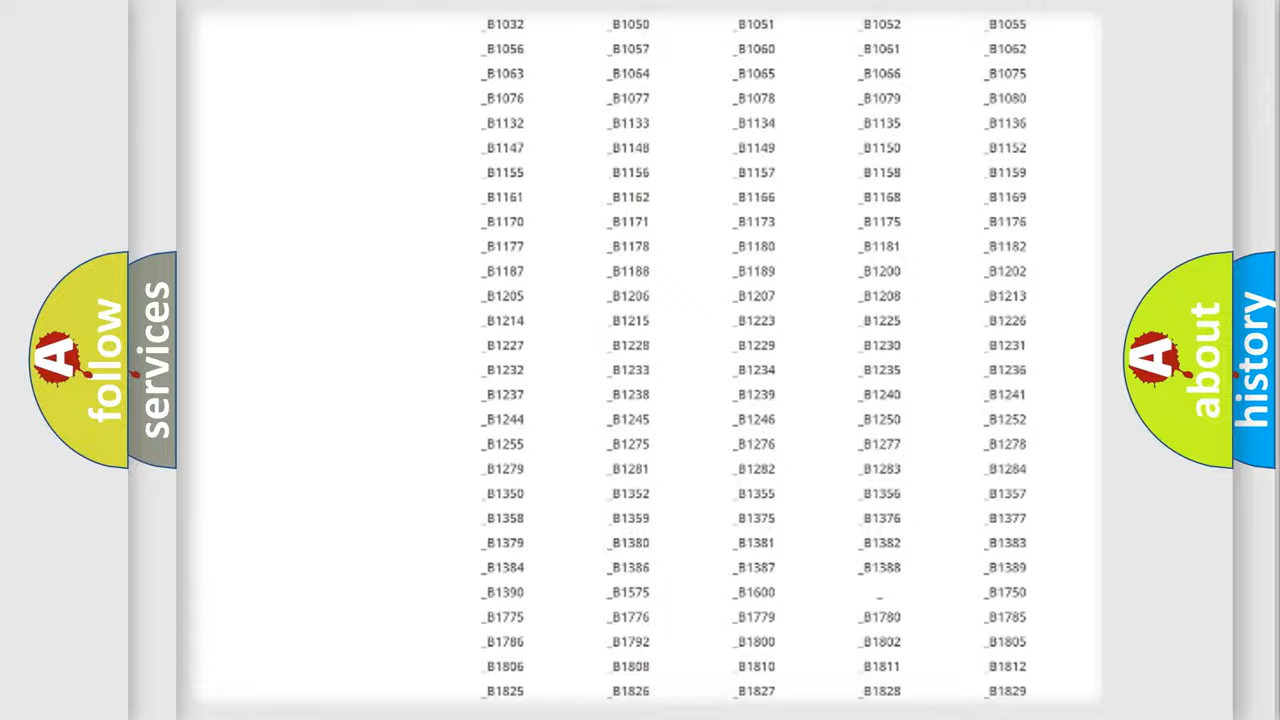 _B1032 _B1050 _B1051 _B1052 _B1055
_B1056 _B1057 _B1060 _B1061 _B1062
_B1063 _B1064 _B1065 _B1066 _B1075
_B1076 _B1077 _B1078 _B1079 _B1080
_B1132 _B1133 _B1134 _B1135 _B1136
_B1147 _B1148 _B1149 _B1150 _B1152
_B1155 _B1156 _B1157 _B1158 _B1159
_B1161 _B1162 _B1166 _B1168 _B1169
_B1170 _B1171 _B1173 _B1175 _B1176
_B1177 _B1178 _B1180 _B1181 _B1182
_B1187 _B1188 _B1189 _B1200 _B1202
_B1205 _B1206 _B1207 _B1208 _B1213
_B1214 _B1215 _B1223 _B1225 _B1226
_B1227 _B1228 _B1229 _B1230 _B1231
_B1232 _B1233 _B1234 _B1235 _B1236
_B1237 _B1238 _B1239 _B1240 _B1241
_B1244 _B1245 _B1246 _B1250 _B1252
_B1255 _B1275 _B1276 _B1277 _B1278
_B1279 _B1281 _B1282 _B1283 _B1284
_B1350 _B1352 _B1355 _B1356 _B1357
_B1358 _B1359 _B1375 _B1376 _B1377
_B1379 _B1380 _B1381 _B1382 _B1383
_B1384 _B1386 _B1387 _B1388 _B1389
_B1390 _B1575 _B1600 _ _B1750
_B1775 _B1776 _B1779 _B1780 _B1785
_B1786 _B1792 _B1800 _B1802 _B1805
_B1806 _B1808 _B1810 _B1811 _B1812
_B1825 _B1826 _B1827 _B1828 _B1829
A
follow
services
A
about
history